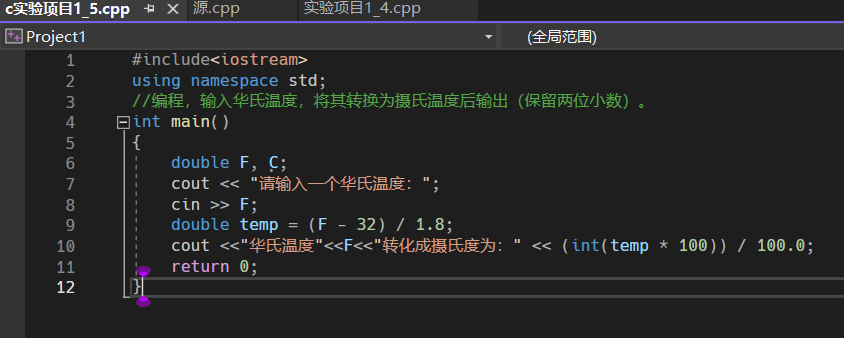 c实验项目1_5.cpp 源.cpp 实验项目1_4.cpp
Project1 (全局范围)
1 #include<iostream>
2 using namespace std;
3 //编程，输入华氏温度，将其转换为摄氏温度后输出（保留两位小数）。
4 int main()
5 {
6 double F, C;
7 cout << "请输入一个华氏温度：";
8 cin >> F;
9 double temp = (F - 32) / 1.8;
10 cout <<"华氏温度"<<F<<"转化成摄氏度为：" << (int(temp * 100)) / 100.0;
11 return 0;
12 }